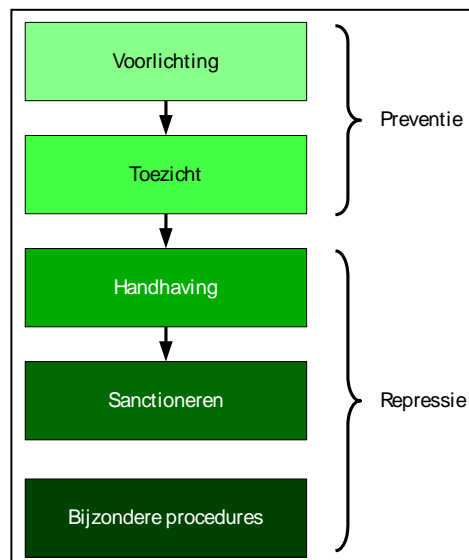 Voorlichting
Preventie
Toezicht
Handhaving
Sanctioneren
Repressie
Bijzondere procedures